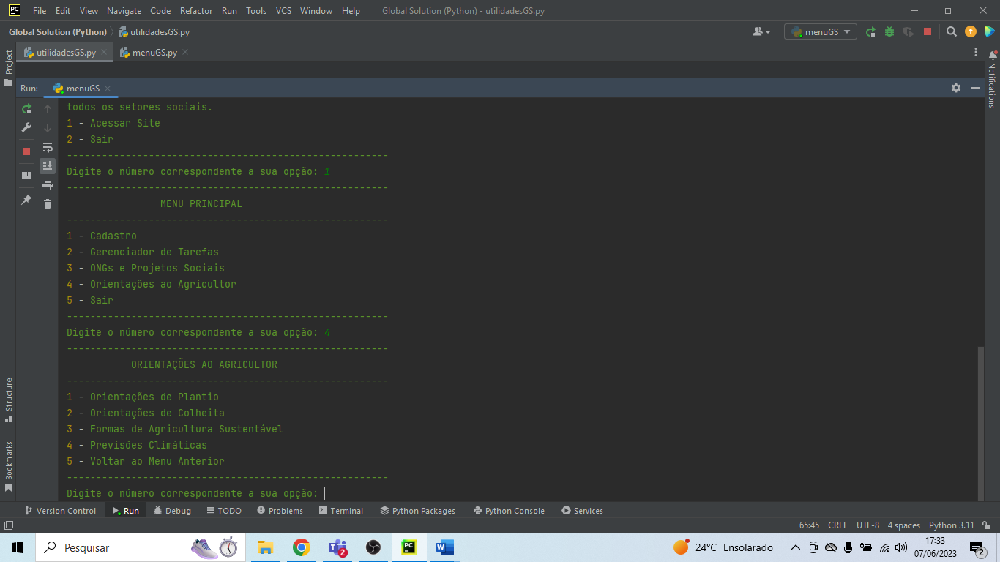 PC File Edit View Navigate Code Refactor Run Tools VCS Window Help Global Solution (Python) - utilidadesGS.py
Global Solution (Python) utilidadesGS.py menuGS
utilidadesGS.py menuGS.py
Project
Notifications
Run: menuGS
todos os setores sociais.
1 - Acessar Site
2 - Sair
-------------------------------------------------------
Digite o número correspondente a sua opção: 1
-------------------------------------------------------
MENU PRINCIPAL
-------------------------------------------------------
1 - Cadastro
2 - Gerenciador de Tarefas
3 - ONGs e Projetos Sociais
4 - Orientações ao Agricultor
5 - Sair
-------------------------------------------------------
Digite o número correspondente a sua opção: 4
-------------------------------------------------------
ORIENTAÇÕES AO AGRICULTOR
-------------------------------------------------------
1 - Orientações de Plantio
2 - Orientações de Colheita
3 - Formas de Agricultura Sustentável
4 - Previsões Climáticas
5 - Voltar ao Menu Anterior
-------------------------------------------------------
Digite o número correspondente a sua opção:
Structure
Bookmarks
Version Control Run Debug TODO Problems Terminal Python Packages Python Console Services
65:45 CRLF UTF-8 4 spaces Python 3.11
Pesquisar 2 PC W 24°C Ensolarado 17:33
07/06/2023 2